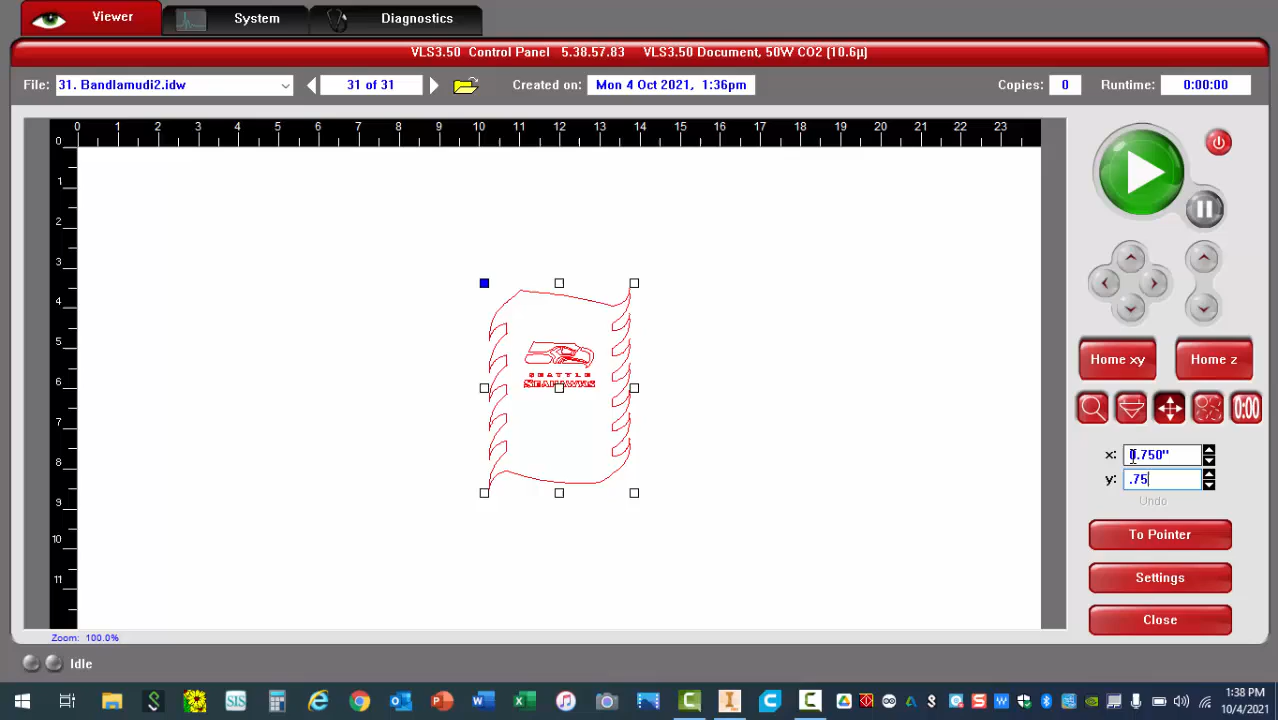 Viewer
System
Diagnostics
VLS3.50 Control Panel 5.38.57.83 VLS3.50 Document, 50W CO2 (10.6µ)
File: 31. Bandlamudi2.idw
31 of 31
Created on: Mon 4 Oct 2021, 1:36pm
Copies: 0
Runtime: 0:00:00
0 1 2 3 4 5 6 7 8 9 10 11 12 13 14 15 16 17 18 19 20 21 22 23
0
1
2
3
4
5
6
7
8
9
10
11
SEATTLE
SEAHAWKS
Home xy
Home z
0:00
x: 0.750"
y: .75
Undo
To Pointer
Settings
Close
Zoom: 100.0%
Idle
SIS
1:38 PM
10/4/2021